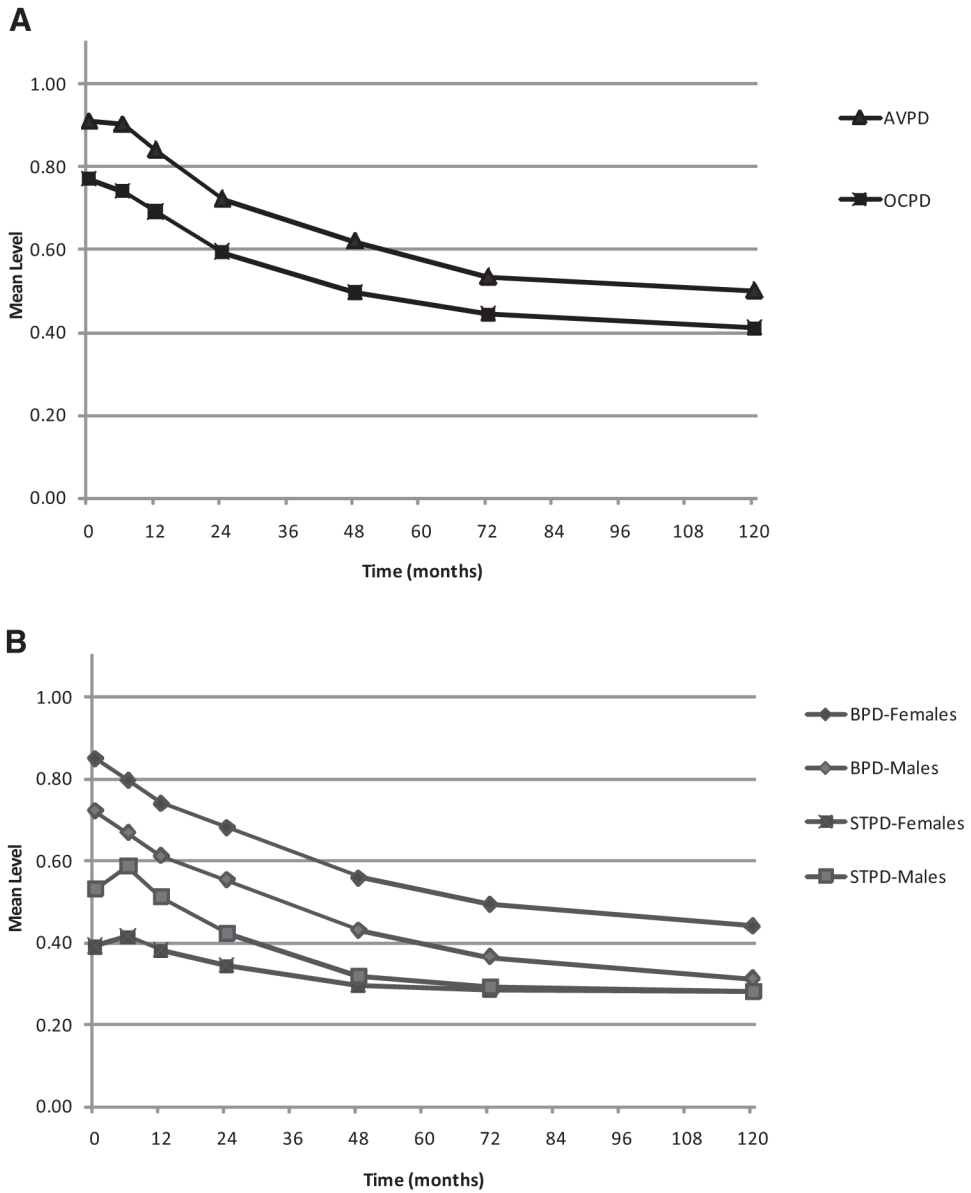 A
1.00
0.80
0.60
0.40
0.20
0.00
Mean Level
0 12 24 36 48 60 72 84 96 108 120
Time (months)
AVPD
OCPD
B
1.00
0.80
0.60
0.40
0.20
0.00
Mean Level
0 12 24 36 48 60 72 84 96 108 120
Time (months)
BPD-Females
BPD-Males
STPD-Females
STPD-Males